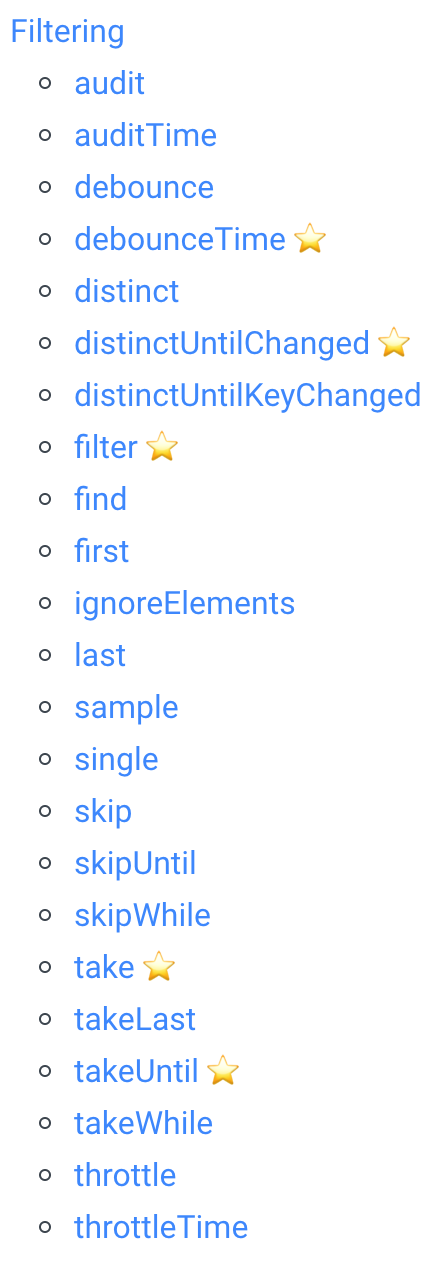 Filtering
audit
auditTime
debounce
debounceTime ⭐
distinct
distinctUntilChanged ⭐
distinctUntilKeyChanged
filter ⭐
find
first
ignoreElements
last
sample
single
skip
skipUntil
skipWhile
take ⭐
takeLast
takeUntil ⭐
takeWhile
throttle
throttleTime